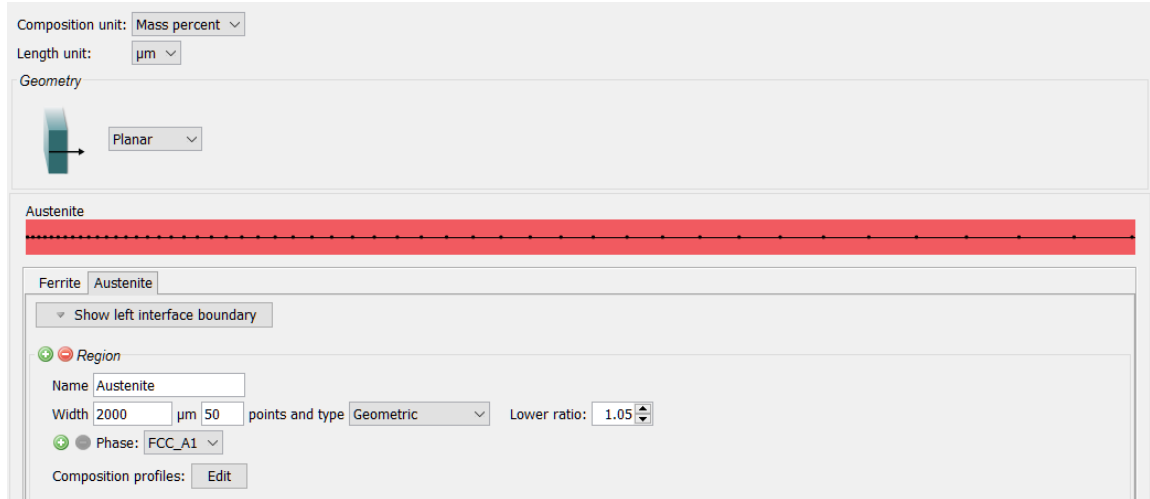 Composition unit: Mass percent
Length unit: µm
Geometry
Planar
Austenite
Ferrite Austenite
Show left interface boundary
Region
Name Austenite
Width 2000 µm 50 points and type Geometric Lower ratio: 1.05
Phase: FCC_A1
Composition profiles: Edit